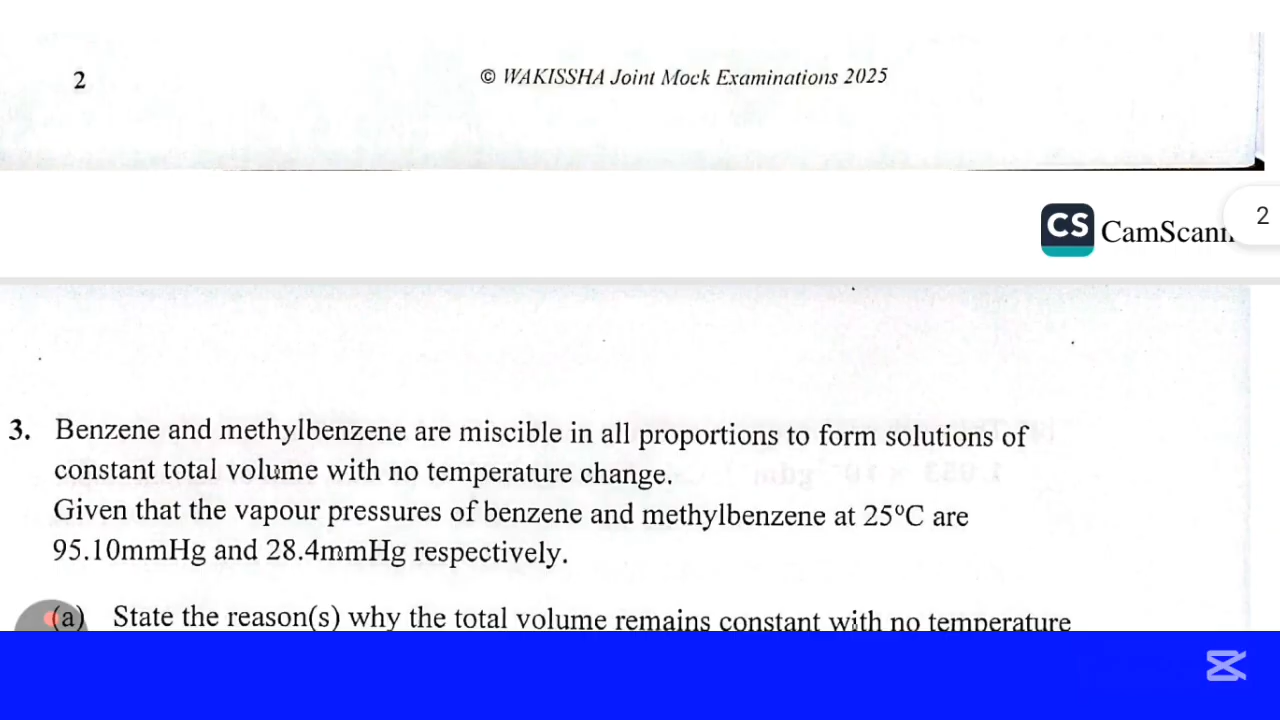 2
© WAKISSHA Joint Mock Examinations 2025
CS
2
3. Benzene and methylbenzene are miscible in all proportions to form solutions of
constant total volume with no temperature change.
Given that the vapour pressures of benzene and methylbenzene at 25°C are
95.10mmHg and 28.4mmHg respectively.
(a) State the reason(s) why the total volume remains constant with no temperature